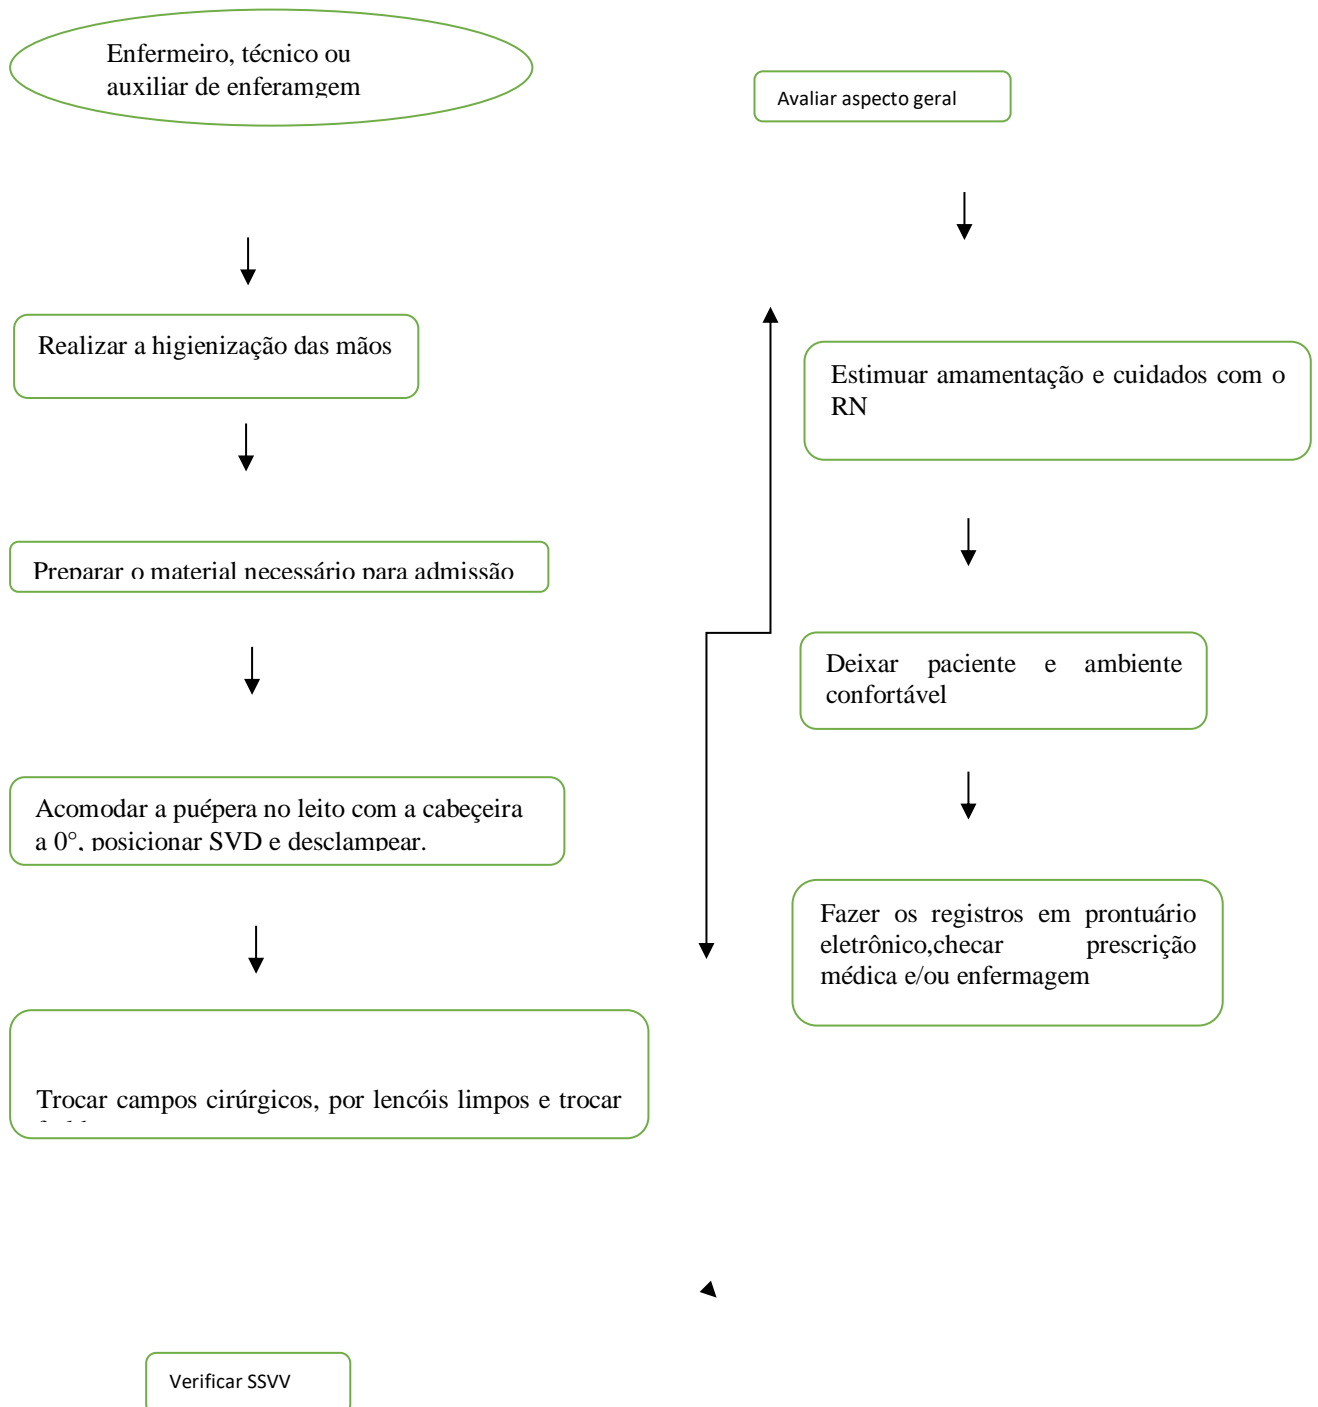 Enfermeiro, técnico ou
auxiliar de enferamgem
Realizar a higienização das mãos
Preparar o material necessário para admissão
Acomodar a puépera no leito com a cabeçeira
a 0°, posicionar SVD e desclampear.
Trocar campos cirúrgicos, por lencóis limpos e trocar
Verificar SSVV
Avaliar aspecto geral
Estimuar amamentação e cuidados com o
RN
Deixar paciente e ambiente
confortável
Fazer os registros em prontuário
eletrônico,checar prescrição
médica e/ou enfermagem